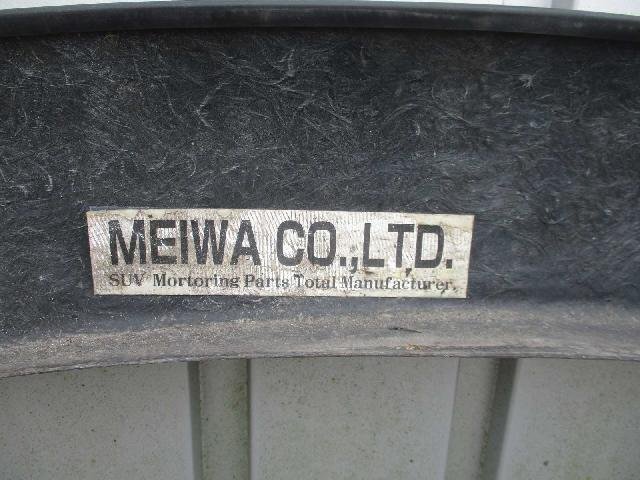 MEIWA CO.,LTD.
SUV Mortoring Parts Total Manufacturer.